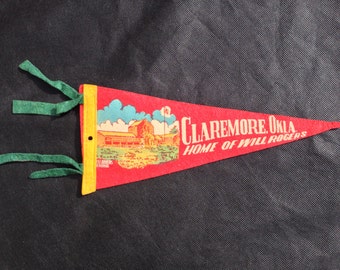 CLAREMORE, OKLA.
HOME OF WILL ROGERS